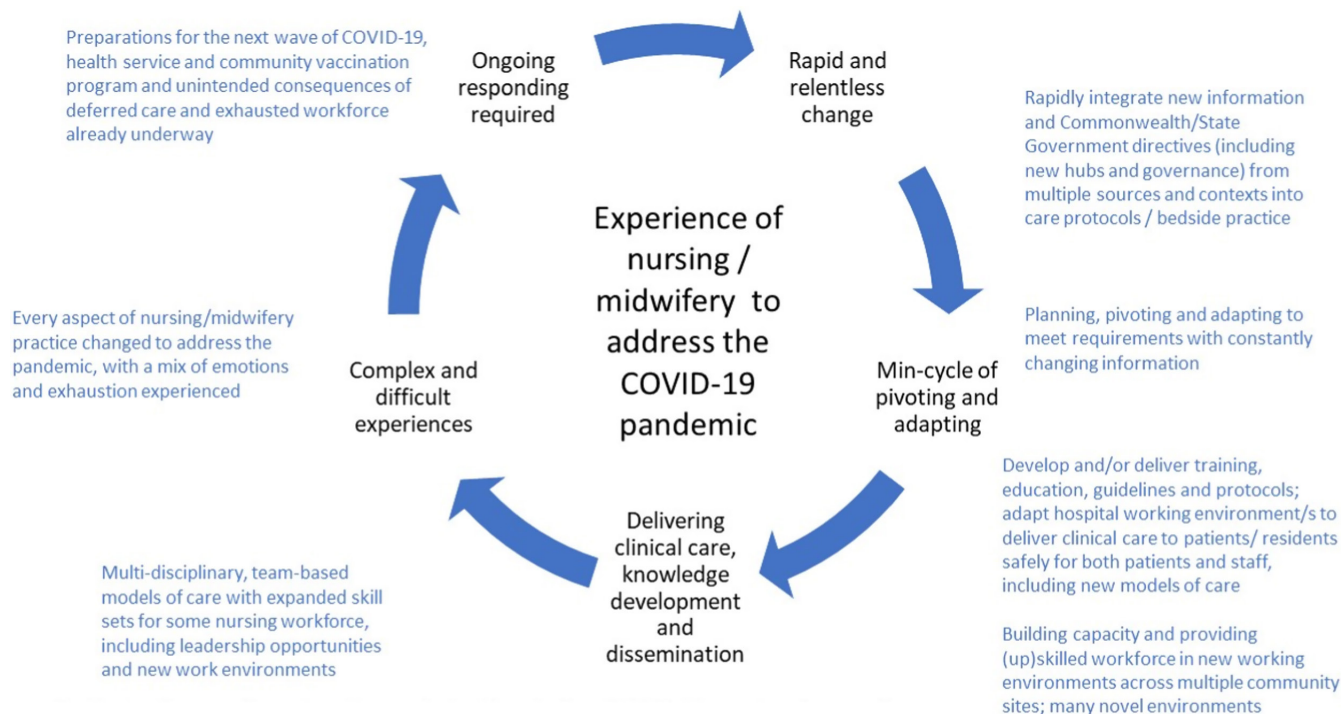 Preparations for the next wave of COVID-19,
health service and community vaccination
program and unintended consequences of
deferred care and exhausted workforce
already underway
Ongoing
responding
required
Rapid and
relentless
change
Rapidly integrate new information
and Commonwealth/State
Government directives (including
new hubs and governance) from
multiple sources and contexts into
care protocols / bedside practice
Experience of
nursing /
midwifery to
address the
COVID-19
pandemic
Every aspect of nursing/midwifery
practice changed to address the
pandemic, with a mix of emotions
and exhaustion experienced
Complex and
difficult
experiences
Min-cycle of
pivoting and
adapting
Planning, pivoting and adapting to
meet requirements with constantly
changing information
Develop and/or deliver training,
education, guidelines and protocols;
adapt hospital working environment/s to
deliver clinical care to patients/ residents
safely for both patients and staff,
including new models of care
Delivering
clinical care,
knowledge
development
and
dissemination
Multi-disciplinary, team-based
models of care with expanded skill
sets for some nursing workforce,
including leadership opportunities
and new work environments
Building capacity and providing
(up)skilled workforce in new working
environments across multiple community
sites; many novel environments